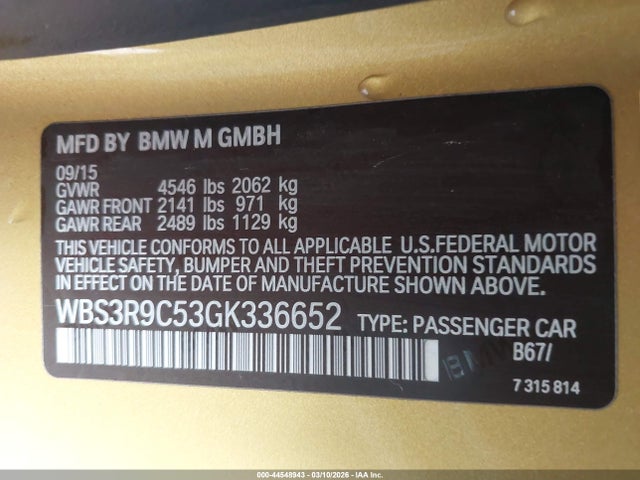 MFD BY BMW M GMBH
09/15
GVWR 4546 lbs 2062 kg
GAWR FRONT 2141 lbs 971 kg
GAWR REAR 2489 lbs 1129 kg
THIS VEHICLE CONFORMS TO ALL APPLICABLE U.S.FEDERAL MOTOR
VEHICLE SAFETY, BUMPER AND THEFT PREVENTION STANDARDS
IN EFFECT ON THE DATE OF MANUFACTURE SHOWN ABOVE.
WBS3R9C53GK336652 TYPE: PASSENGER CAR
B67/
BMW
7 315 814
000-44548943 - 03/10/2026 - IAA Inc.